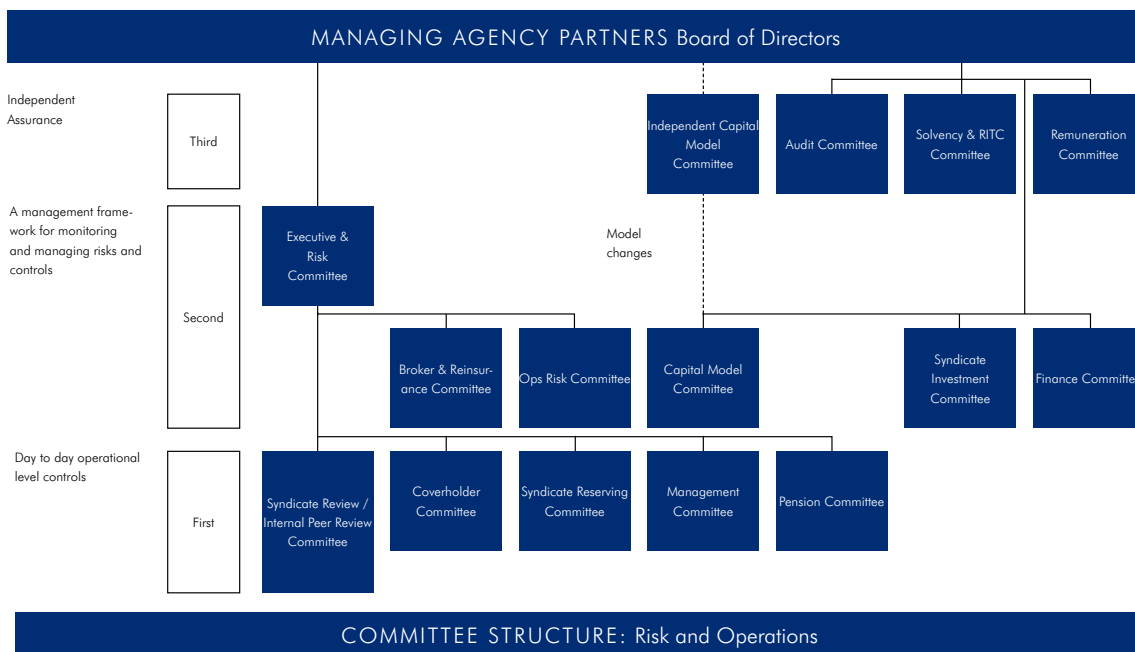 MANAGING AGENCY PARTNERS Board of Directors
Independent
Assurance
Third
Independent Capital
Model
Committee
Audit Committee
Solvency & RITC
Committee
Remuneration
Committee
A management frame-
work for monitoring
and managing risks and
controls
Second
Executive &
Risk
Committee
Model
changes
Broker & Reinsur-
ance Committee
Ops Risk Committee
Capital Model
Committee
Syndicate
Investment
Committee
Finance Committe
Day to day operational
level controls
First
Syndicate Review /
Internal Peer Review
Committee
Coverholder
Committee
Syndicate Reserving
Committee
Management
Committee
Pension Committee
COMMITTEE STRUCTURE: Risk and Operations